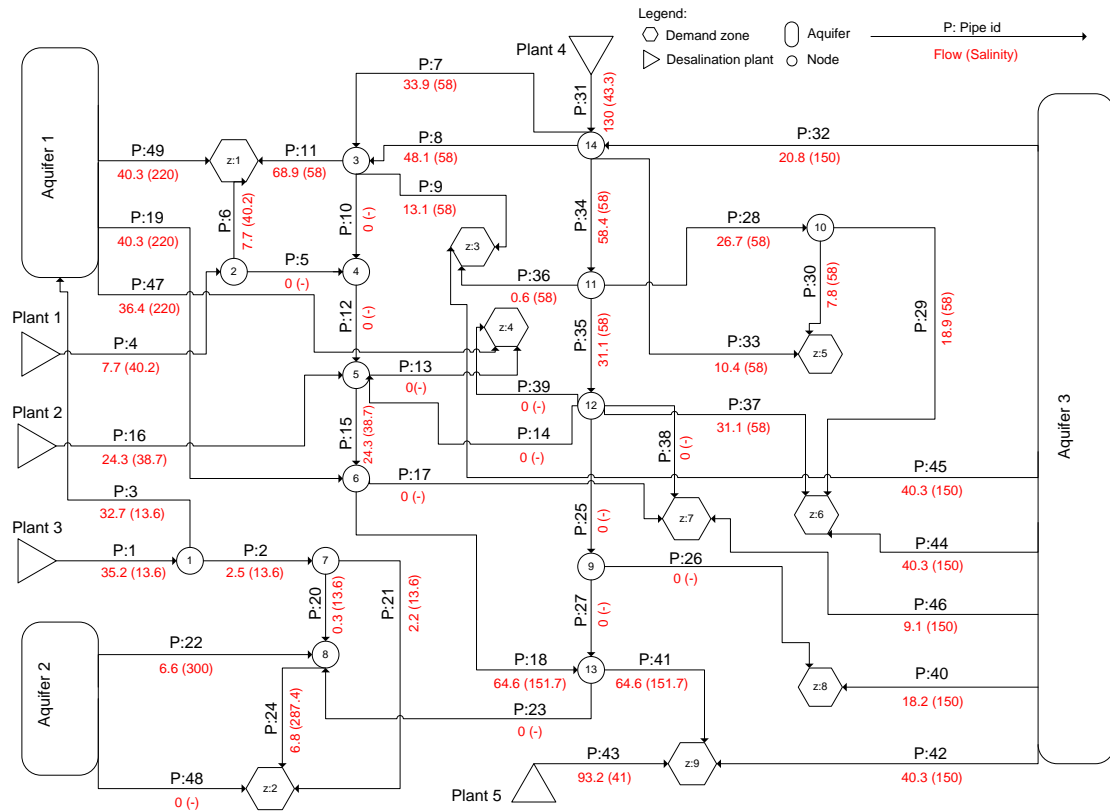 Legend:
Demand zone
Desalination plant
Aquifer
Node
P: Pipe id
Flow (Salinity)
Plant 4
P:31
130 (43.3)
P:7
33.9 (58)
Aquifer 1
P:49
40.3 (220)
z:1
P:11
68.9 (58)
3
P:8
48.1 (58)
14
P:32
20.8 (150)
Aquifer 3
P:9
13.1 (58)
P:6
7.7 (40.2)
P:10
0 (-)
P:34
58.4 (58)
P:19
40.3 (220)
z:3
P:28
26.7 (58)
10
2
P:5
0 (-)
4
P:36
0.6 (58)
11
P:30
7.8 (58)
P:29
18.9 (58)
P:47
36.4 (220)
Plant 1
P:4
7.7 (40.2)
P:12
0 (-)
z:4
P:35
31.1 (58)
P:33
10.4 (58)
z:5
5
P:13
0(-)
P:39
0 (-)
12
P:37
31.1 (58)
Plant 2
P:16
24.3 (38.7)
P:15
24.3 (38.7)
P:14
0 (-)
P:38
0 (-)
6
P:17
0 (-)
P:45
40.3 (150)
P:3
32.7 (13.6)
z:7
z:6
P:25
0 (-)
Plant 3
P:1
35.2 (13.6)
1
P:2
2.5 (13.6)
7
9
P:26
0 (-)
P:44
40.3 (150)
P:20
0.3 (13.6)
P:21
2.2 (13.6)
P:27
0 (-)
P:46
9.1 (150)
Aquifer 2
P:22
6.6 (300)
8
P:18
64.6 (151.7)
13
P:41
64.6 (151.7)
z:8
P:40
18.2 (150)
P:24
6.8 (287.4)
P:23
0 (-)
P:48
0 (-)
z:2
P:43
93.2 (41)
z:9
P:42
40.3 (150)
Plant 5